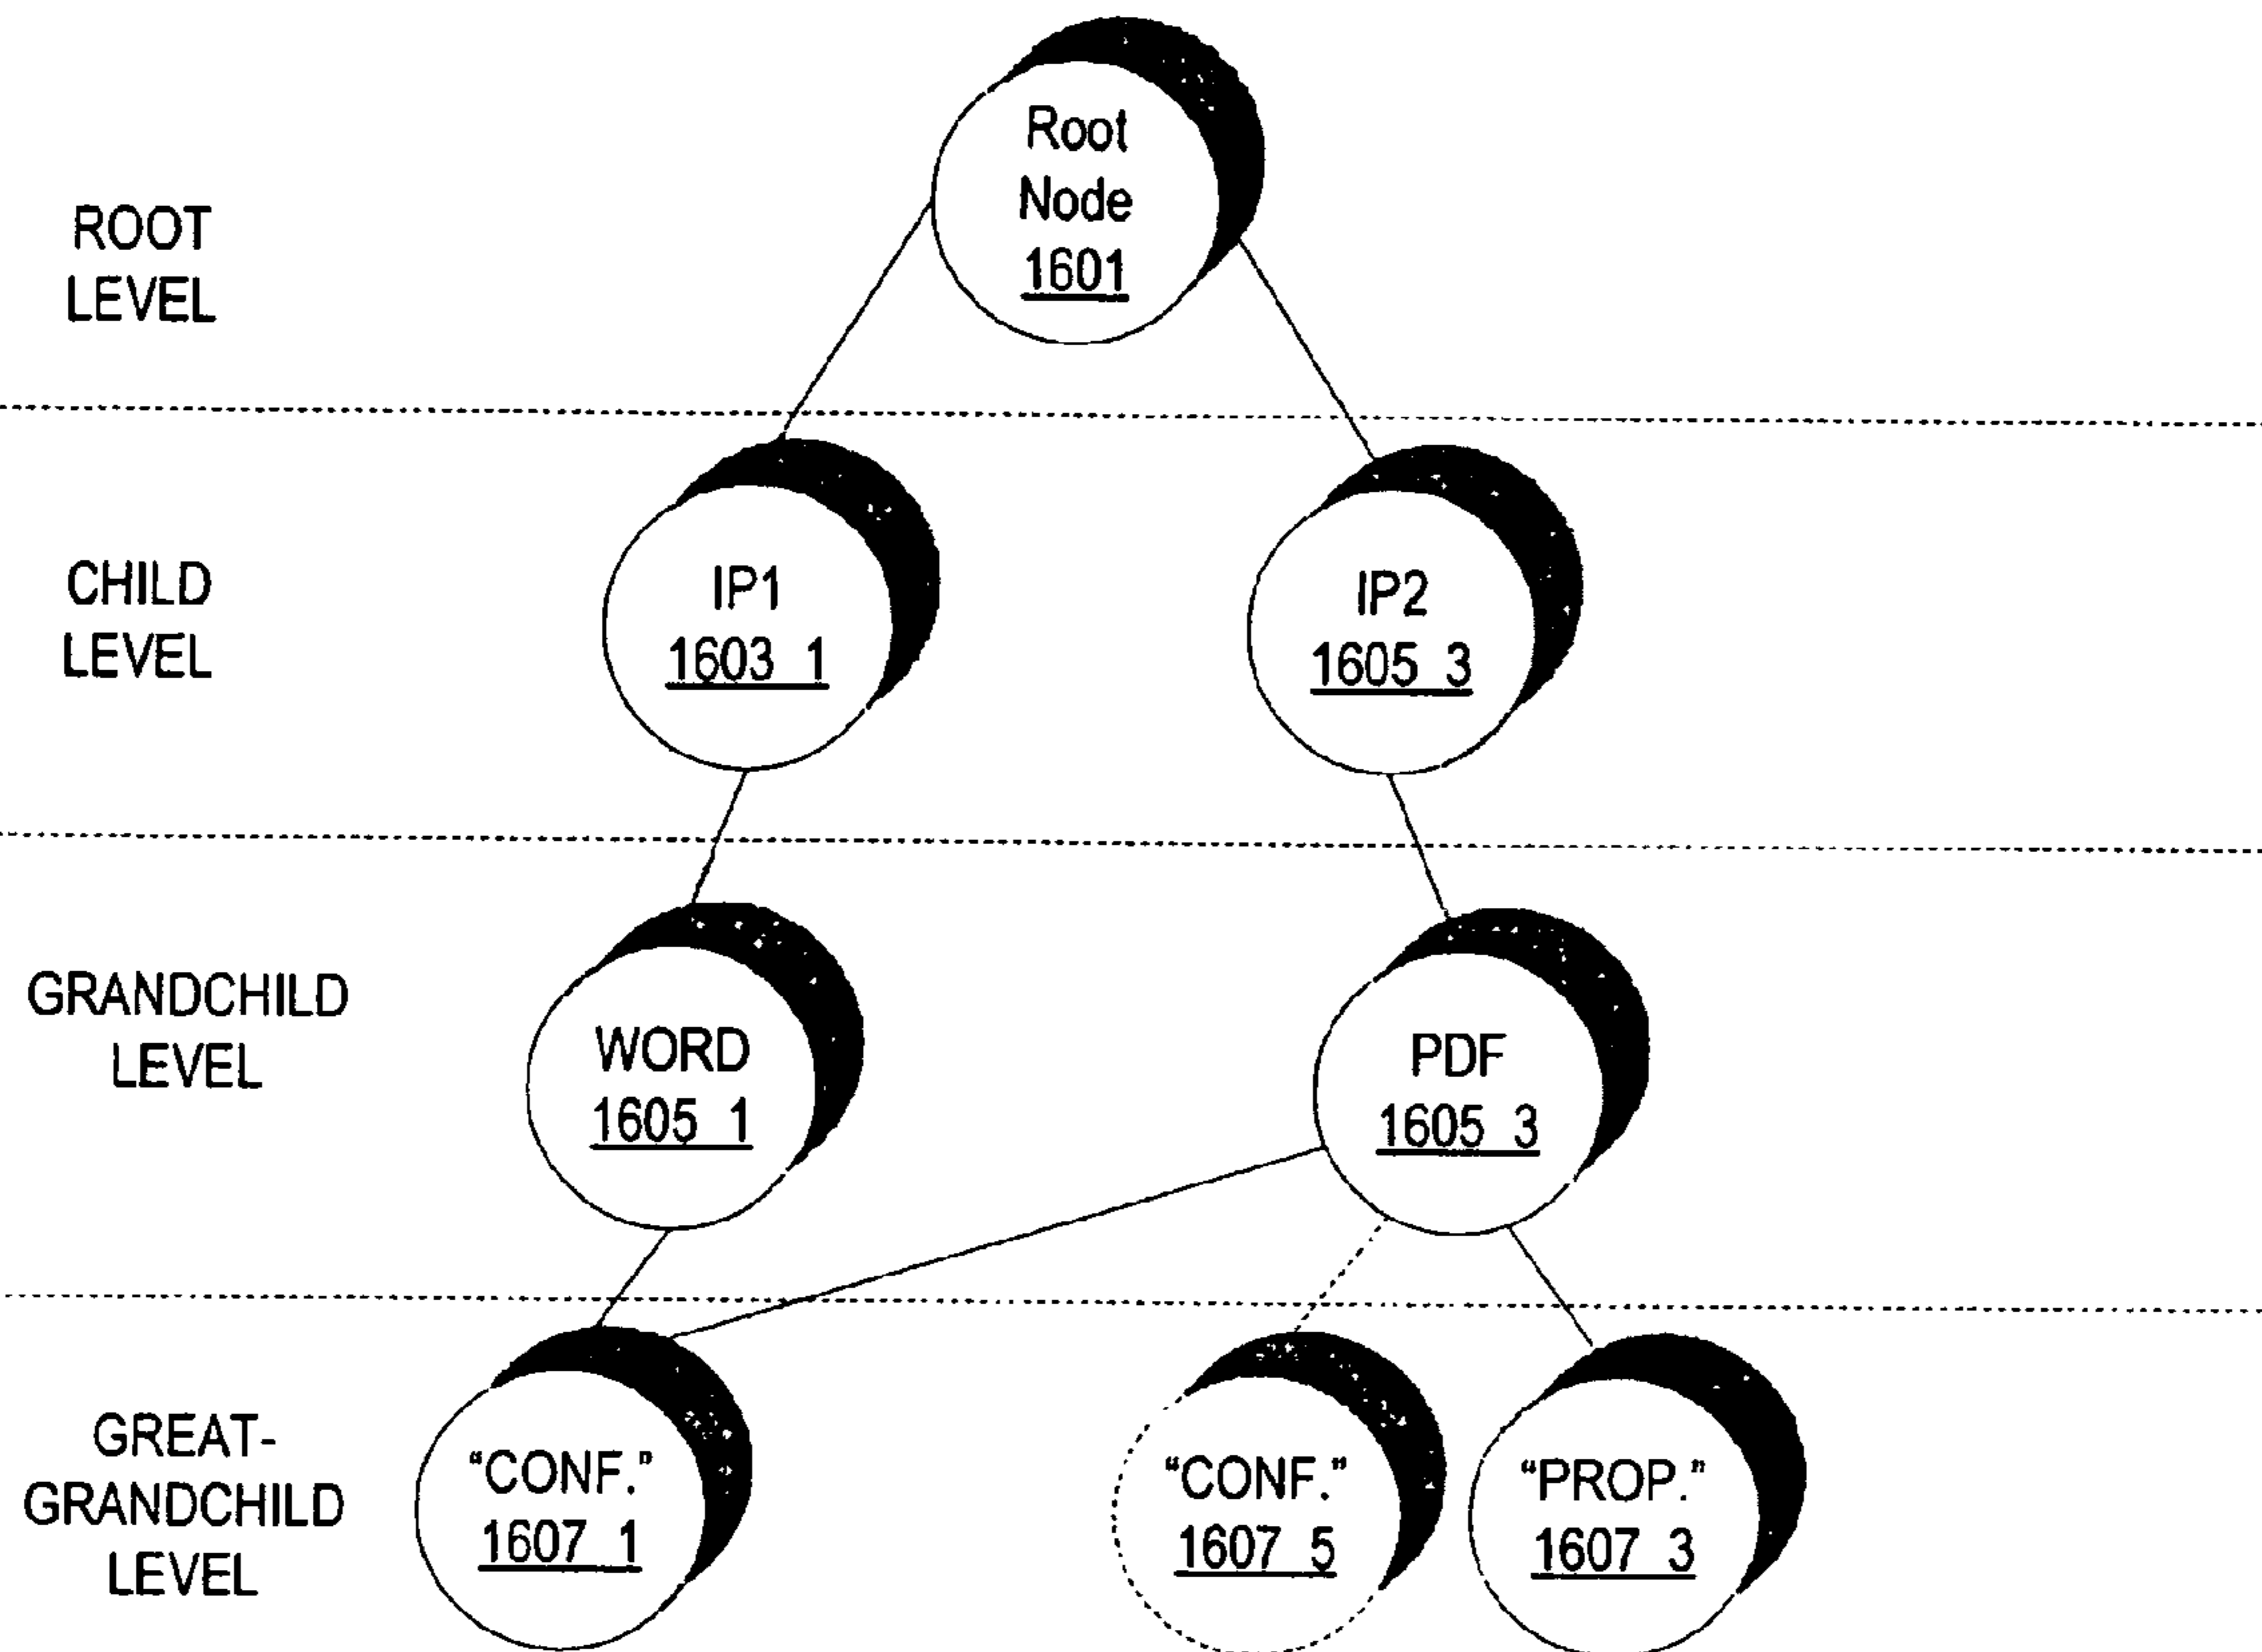 ROOT
LEVEL
Root
Node
1601
CHILD
LEVEL
IP1
1603_1
IP2
1605_3
GRANDCHILD
LEVEL
WORD
1605_1
PDF
1605_3
GREAT-
GRANDCHILD
LEVEL
“CONF.”
1607_1
“CONF.”
1607_5
“PROP.”
1607_3